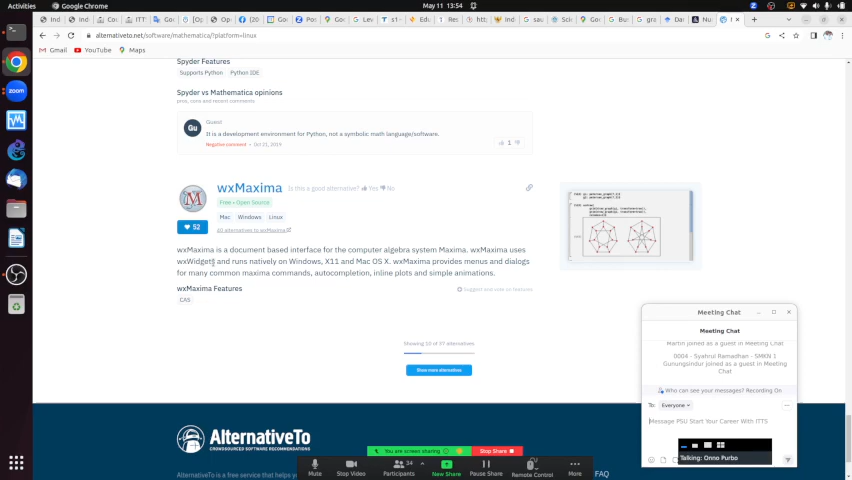 Activities
Google Chrome
May 11 13:54
alternativeto.net/software/mathematica/?platform=linux
Gmail
YouTube
Maps
Spyder Features
Supports Python
Python IDE
Spyder vs Mathematica opinions
pros, cons and recent comments
Gu
Guest
It is a development environment for Python, not a symbolic math language/software.
Negative comment • Oct 21, 2019
1
wxMaxima
Is this a good alternative? Yes No
Free • Open Source
Mac
Windows
Linux
52
20 alternatives to wxMaxima
wxMaxima is a document based interface for the computer algebra system Maxima. wxMaxima uses
wxWidgets and runs natively on Windows, X11 and Mac OS X. wxMaxima provides menus and dialogs
for many common maxima commands, autocompletion, inline plots and simple animations.
wxMaxima Features
Suggest and vote on features
CAS
Showing 10 of 37 alternatives
Show more alternatives
AlternativeTo
CROWDSOURCED SOFTWARE RECOMMENDATIONS
AlternativeTo is a free service that helps you
FAQ
Meeting Chat
Meeting Chat
Martin joined as a guest in Meeting
Chat
0004 - Syahrul Ramadhan - SMKN 1
Gunungsindur joined as a guest in Meeting
Chat
Who can see your messages? Recording On
To: Everyone
Message PSU Start Your Career With ITTS
Talking: Onno Purbo
You are screen sharing
Stop Share
Mute
Stop Video
34
Participants
New Share
Pause Share
Remote Control
More
zoom